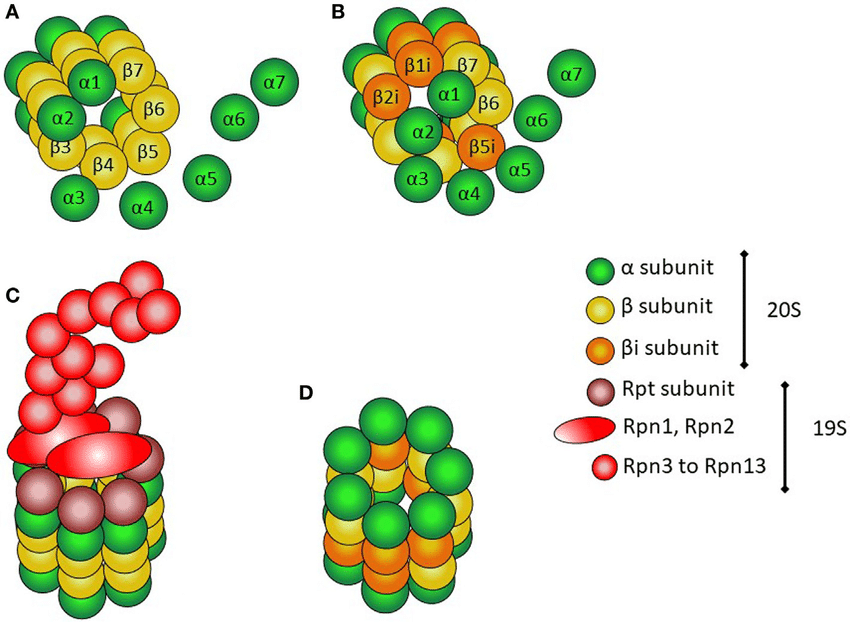 A
α1
β7
α2
β6
β3
β4
β5
α7
α6
α5
α3
α4
B
β1i
β7
β2i
α1
β6
α2
β5i
α7
α6
α5
α3
α4
C
D
α subunit
β subunit
βi subunit
20S
Rpt subunit
Rpn1, Rpn2
Rpn3 to Rpn13
19S